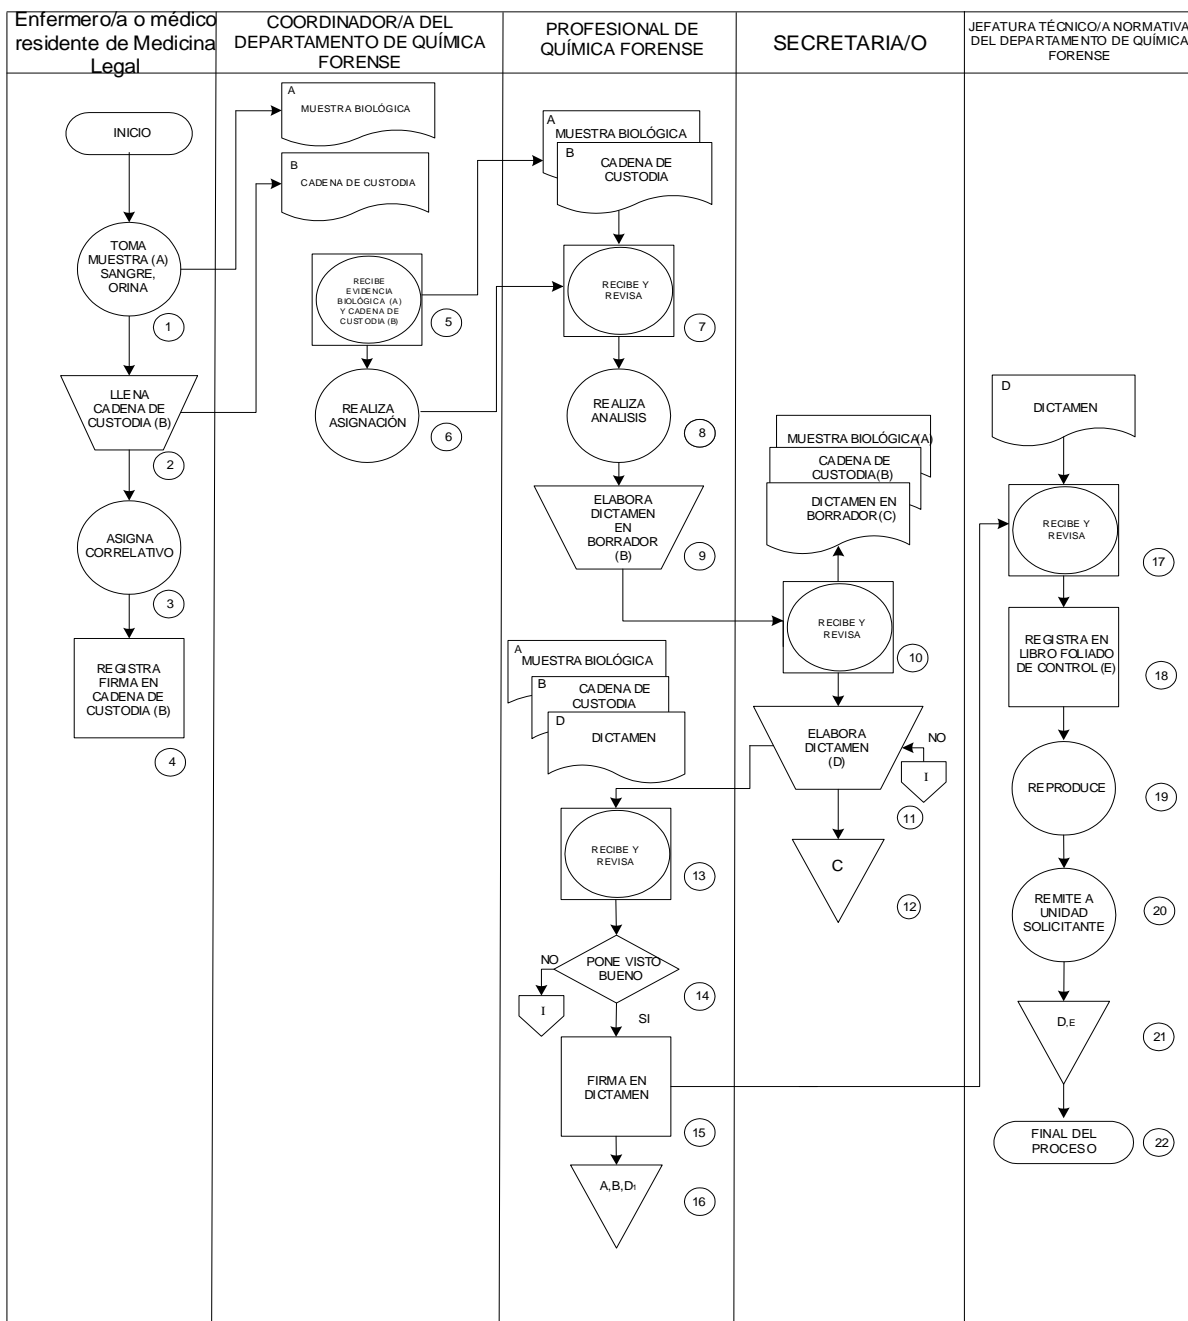 Enfermero/a o médico
residente de Medicina
Legal
COORDINADOR/A DEL
DEPARTAMENTO DE QUÍMICA
FORENSE
PROFESIONAL DE
QUÍMICA FORENSE
SECRETARIA/O
JEFATURA TÉCNICO/A NORMATIVA
DEL DEPARTAMENTO DE QUÍMICA
FORENSE
INICIO
TOMA
MUESTRA (A)
SANGRE,
ORINA
1
LLENA
CADENA DE
CUSTODIA (B)
2
ASIGNA
CORRELATIVO
3
REGISTRA
FIRMA EN
CADENA DE
CUSTODIA (B)
4
A
MUESTRA BIOLÓGICA
B
CADENA DE CUSTODIA
RECIBE
EVIDENCIA
BIOLÓGICA (A)
Y CADENA DE
CUSTODIA (B)
5
REALIZA
ASIGNACIÓN
6
A
MUESTRA BIOLÓGICA
B
CADENA DE
CUSTODIA
RECIBE Y
REVISA
7
REALIZA
ANALISIS
8
ELABORA
DICTAMEN
EN
BORRADOR
(B)
9
A
MUESTRA BIOLÓGICA
B
CADENA DE
CUSTODIA
D
DICTAMEN
RECIBE Y
REVISA
13
PONE VISTO
BUENO
14
NO
I
SI
FIRMA EN
DICTAMEN
15
A,B,D1
16
MUESTRA BIOLÓGICA(A)
CADENA DE
CUSTODIA(B)
DICTAMEN EN
BORRADOR(C)
RECIBE Y
REVISA
10
ELABORA
DICTAMEN
(D)
NO
I
11
C
12
D
DICTAMEN
RECIBE Y
REVISA
17
REGISTRA EN
LIBRO FOLIADO
DE CONTROL (E)
18
REPRODUCE
19
REMITE A
UNIDAD
SOLICITANTE
20
D,E
21
FINAL DEL
PROCESO
22